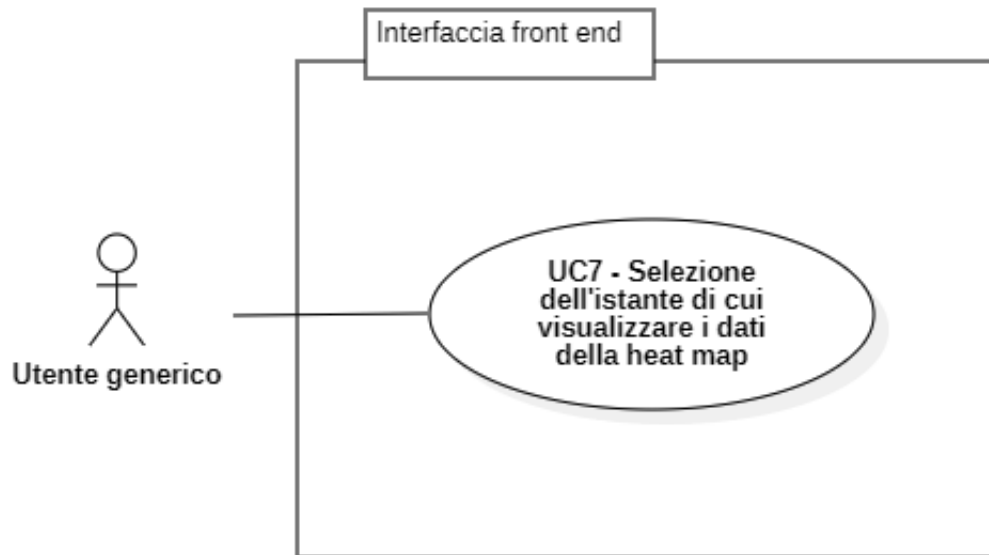 Interfaccia front end
UC7 - Selezione
dell'istante di cui
visualizzare i dati
della heat map
Utente generico